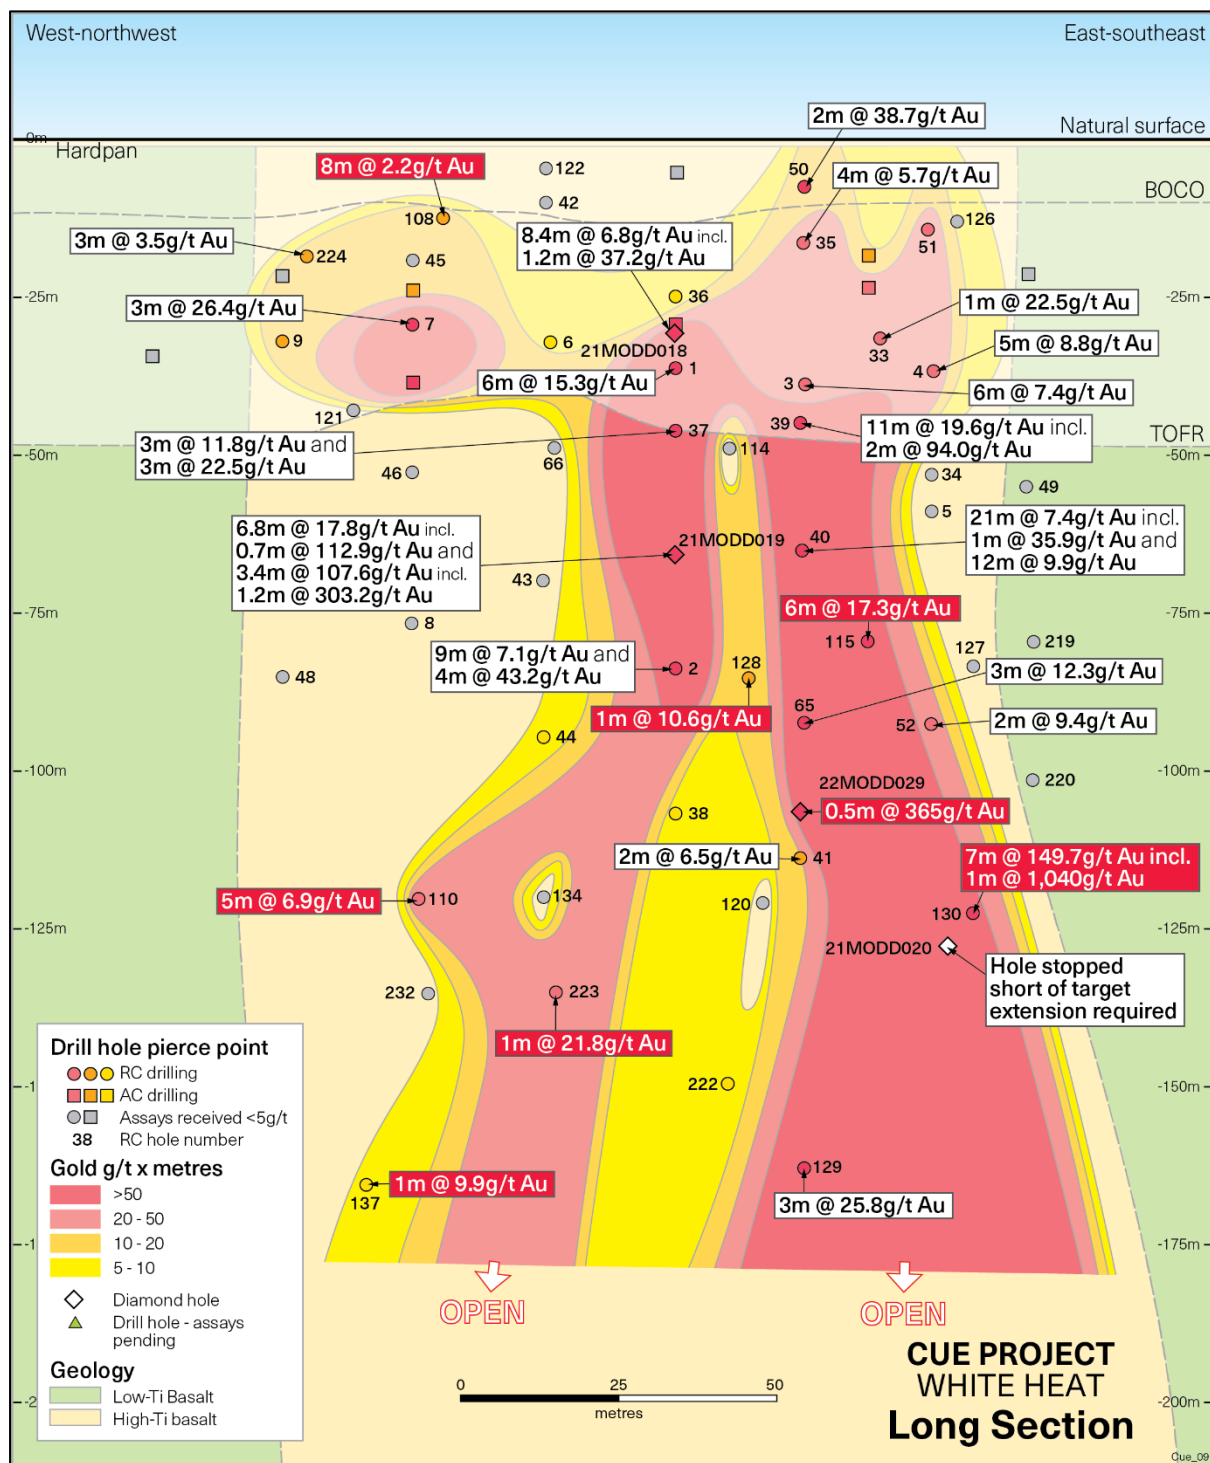 West-northwest
East-southeast
2m @ 38.7g/t Au
Natural surface
0m
Hardpan
8m @ 2.2g/t Au
122
50
4m @ 5.7g/t Au
BOCO
42
108
126
3m @ 3.5g/t Au
8.4m @ 6.8g/t Au incl.
1.2m @ 37.2g/t Au
35
51
224
45
-25m
36
-25m
3m @ 26.4g/t Au
7
1m @ 22.5g/t Au
9
6
21MODD018
33
5m @ 8.8g/t Au
6m @ 15.3g/t Au
1
3
4
6m @ 7.4g/t Au
121
39
11m @ 19.6g/t Au incl.
2m @ 94.0g/t Au
TOFR
3m @ 11.8g/t Au and
3m @ 22.5g/t Au
37
-50m
66
114
-50m
46
34
49
5
6.8m @ 17.8g/t Au incl.
0.7m @ 112.9g/t Au and
3.4m @ 107.6g/t Au incl.
1.2m @ 303.2g/t Au
21MODD019
40
21m @ 7.4g/t Au incl.
1m @ 35.9g/t Au and
12m @ 9.9g/t Au
43
-75m
6m @ 17.3g/t Au
-75m
8
115
127
219
9m @ 7.1g/t Au and
4m @ 43.2g/t Au
2
128
3m @ 12.3g/t Au
48
1m @ 10.6g/t Au
65
52
2m @ 9.4g/t Au
44
-100m
22MODD029
220
-100m
38
0.5m @ 365g/t Au
2m @ 6.5g/t Au
41
7m @ 149.7g/t Au incl.
1m @ 1,040g/t Au
5m @ 6.9g/t Au
110
134
120
130
-125m
21MODD020
-125m
Hole stopped
short of target
extension required
232
223
1m @ 21.8g/t Au
Drill hole pierce point
RC drilling
AC drilling
Assays received <5g/t
38 RC hole number
-1
222
-150m
Gold g/t x metres
>50
20 - 50
10 - 20
5 - 10
1m @ 9.9g/t Au
137
129
3m @ 25.8g/t Au
-1
-175m
OPEN
OPEN
Diamond hole
Drill hole - assays
pending
Geology
Low-Ti Basalt
High-Ti basalt
-2
0 25 50
metres
CUE PROJECT
WHITE HEAT
Long Section
-200m
Cue_09